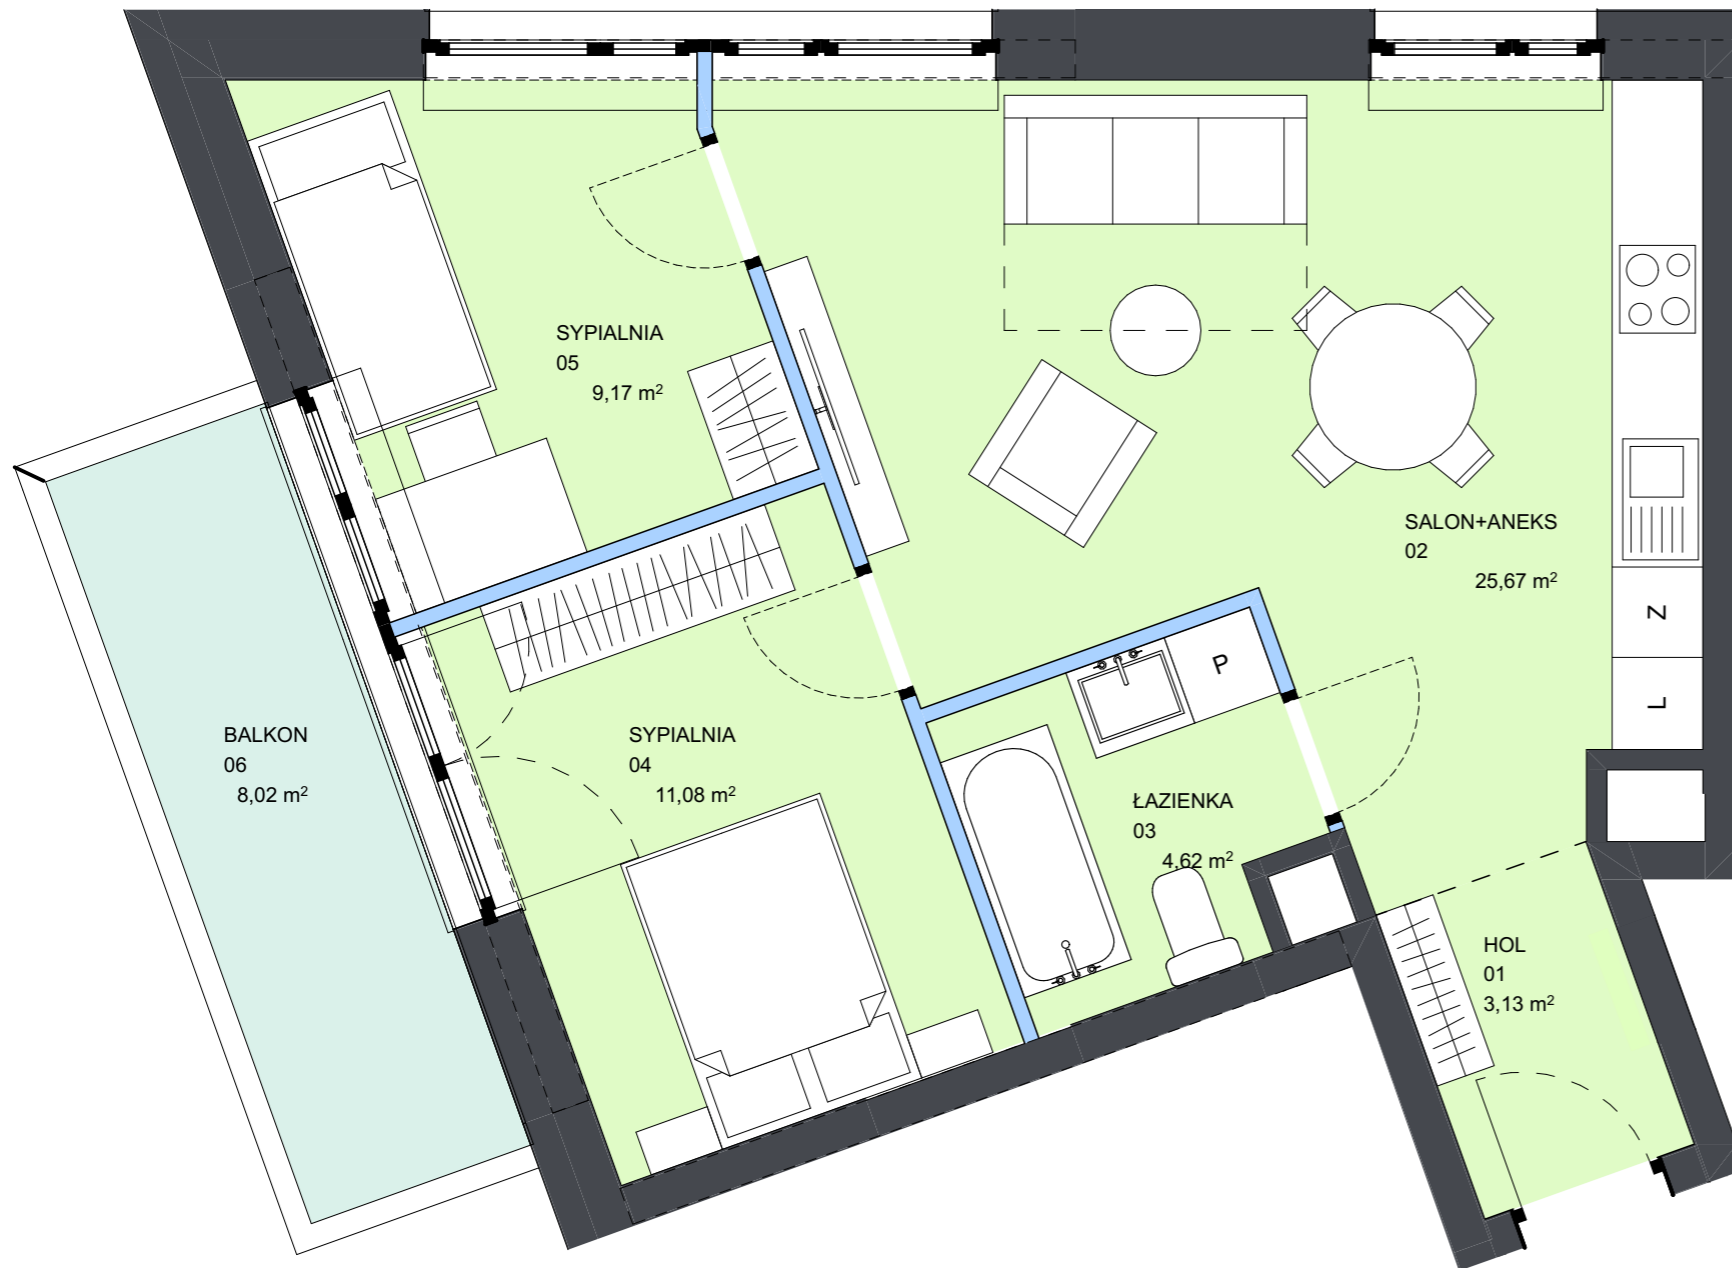 SYPIALNIA
05
9,17 m²
SALON+ANEKS
02
25,67 m²
Z
L
P
BALKON
06
8,02 m²
SYPIALNIA
04
11,08 m²
ŁAZIENKA
03
4,62 m²
HOL
01
3,13 m²